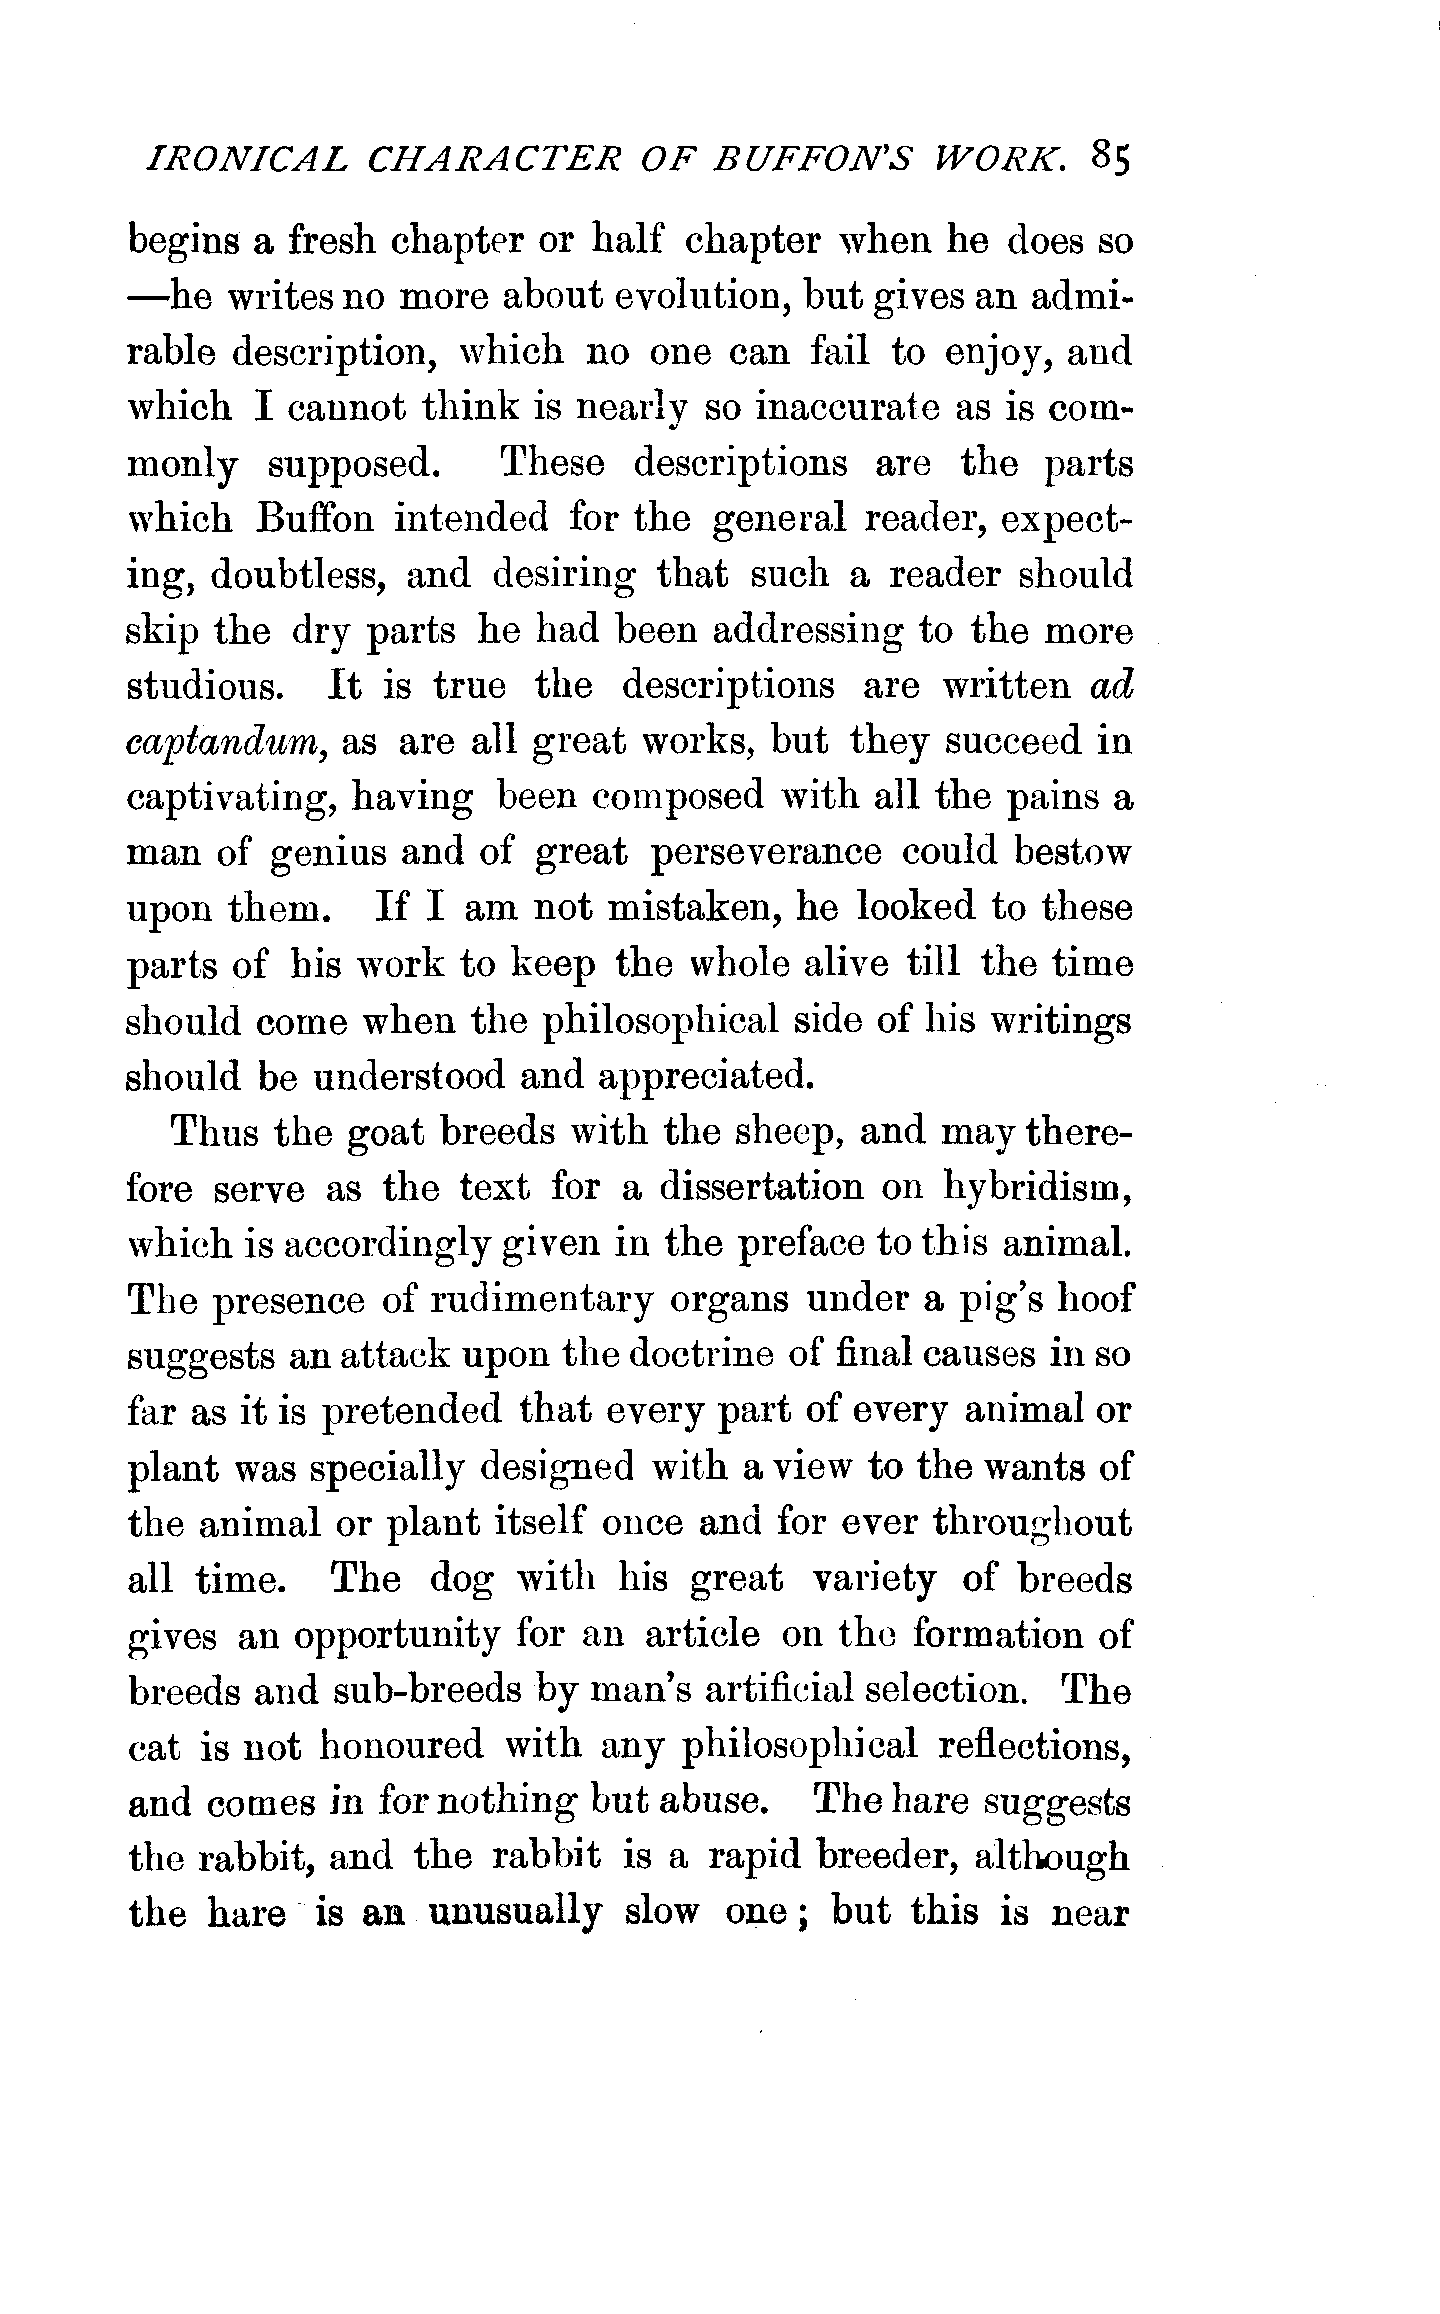 IRONICAL CHARACTER OF BUFFON'S WORK. 85
begins a fresh chapter or half chapter when he does so
—he writes no more about evolution, but gives an admi-
rable description, which no one can fail to enjoy, and
which I cannot think is nearly so inaccurate as is com-
monly supposed. These descriptions are the parts
which Buffon intended for the general reader, expect-
ing, doubtless, and desiring that such a reader should
skip the dry parts he had been addressing to the more
studious. It is true the descriptions are written ad
captandum, as are all great works, but they succeed in
captivating, having been composed with all the pains a
man of genius and of great perseverance could bestow
upon them. If I am not mistaken, he looked to these
parts of his work to keep the whole alive till the time
should come when the philosophical side of his writings
should be understood and appreciated.
Thus the goat breeds with the sheep, and may there-
fore serve as the text for a dissertation on hybridism,
which is accordingly given in the preface to this animal.
The presence of rudimentary organs under a pig's hoof
suggests an attack upon the doctrine of final causes in so
far as it is pretended that every part of every animal or
plant was specially designed with a view to the wants of
the animal or plant itself once and for ever throughout
all time. The dog with his great variety of breeds
gives an opportunity for an article on the formation of
breeds and sub-breeds by man's artificial selection. The
cat is not honoured with any philosophical reflections,
and comes in for nothing but abuse. The hare suggests
the rabbit, and the rabbit is a rapid breeder, although
the hare is an unusually slow one; but this is near